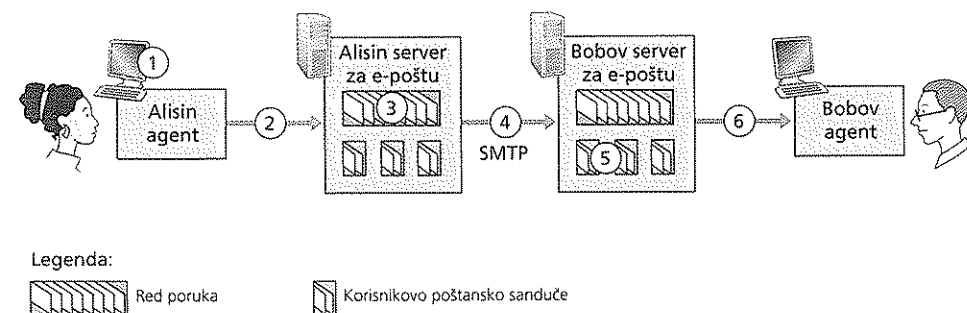 1
Alisin
agent
2
Alisin server
za e-poštu
3
4
SMTP
Bobov server
za e-poštu
5
6
Bobov
agent
Legenda:
Red poruka
Korisnikovo poštansko sanduče